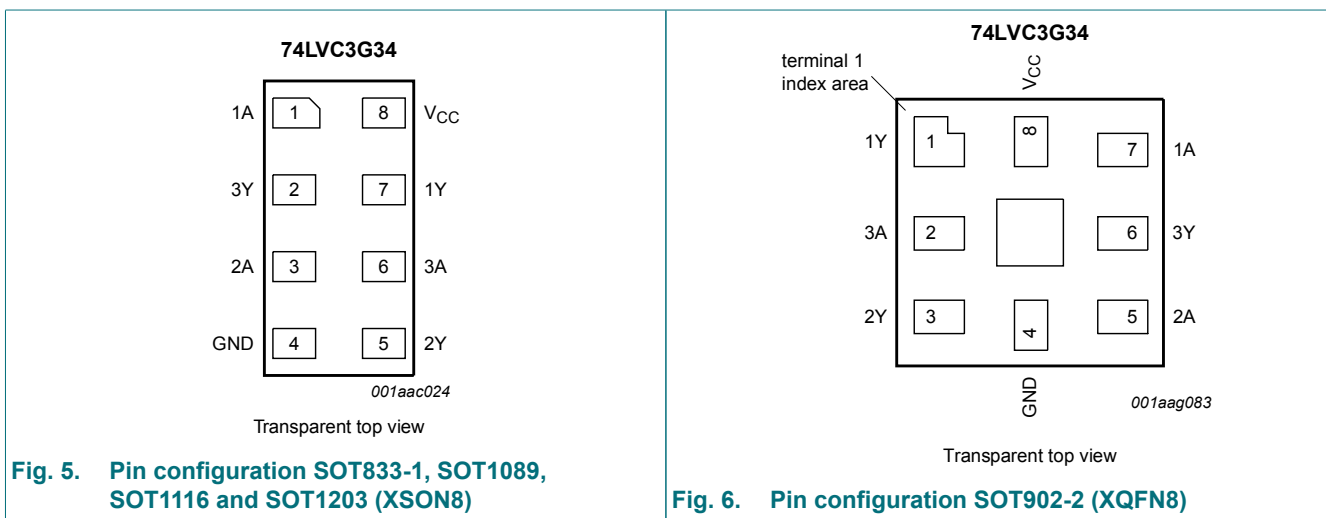 74LVC3G34
1A 1 8 VCC
3Y 2 7 1Y
2A 3 6 3A
GND 4 5 2Y
001aac024
Transparent top view
Fig. 5. Pin configuration SOT833-1, SOT1089,
SOT1116 and SOT1203 (XSON8)
74LVC3G34
terminal 1
index area
VCC
1Y 1 8 7 1A
3A 2 6 3Y
2Y 3 4 5 2A
GND
001aag083
Transparent top view
Fig. 6. Pin configuration SOT902-2 (XQFN8)